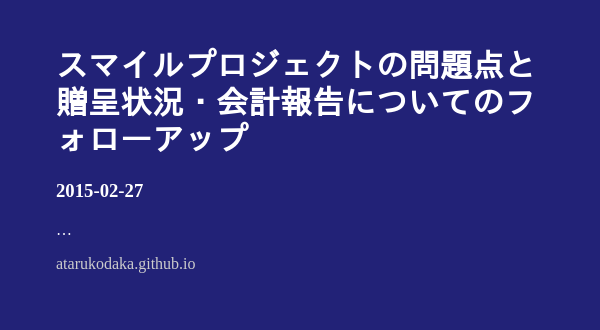 スマイルプロジェクトの問題点と
贈呈状況・会計報告についてのフ
ォローアップ
2015-02-27
...
atarukodaka.github.io